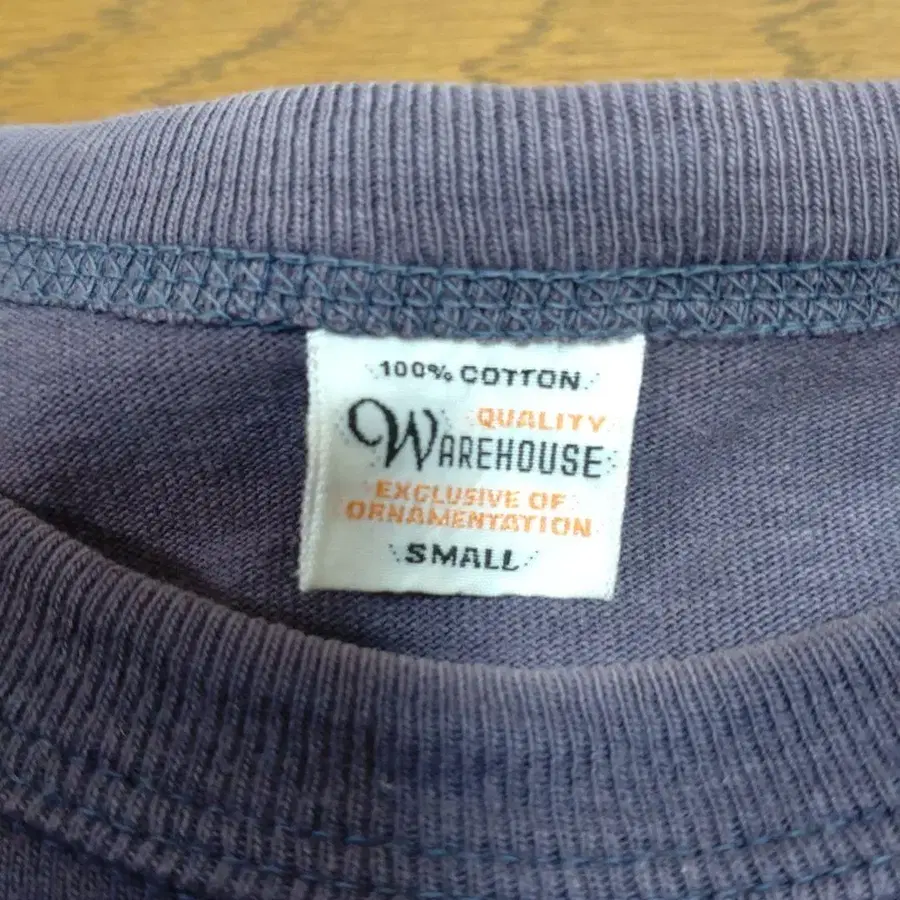 100% COTTON
QUALITY
WAREHOUSE
EXCLUSIVE OF
ORNAMENTATION
SMALL